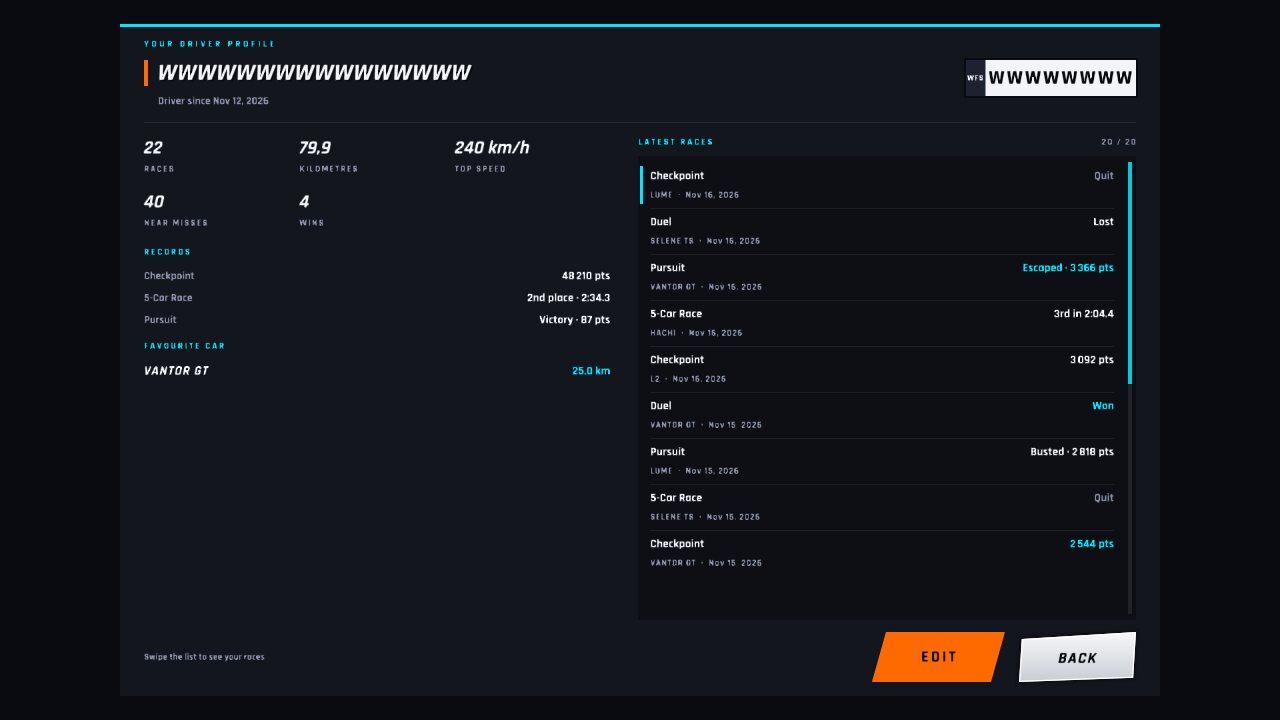 YOUR DRIVER PROFILE
WWWWWWWWWWWWWWWW
Driver since Nov 12, 2026
WFS WWWWWWWW
22 79,9 240 km/h
RACES KILOMETRES TOP SPEED
40 4
NEAR MISSES WINS
RECORDS
Checkpoint 48 210 pts
5-Car Race 2nd place · 2:34.3
Pursuit Victory · 87 pts
FAVOURITE CAR
VANTOR GT 25.0 km
LATEST RACES 20 / 20
Checkpoint Quit
LUME · Nov 16, 2026
Duel Lost
SELENE TS · Nov 16, 2026
Pursuit Escaped · 3 366 pts
VANTOR GT · Nov 16, 2026
5-Car Race 3rd in 2:04.4
HACHI · Nov 16, 2026
Checkpoint 3 092 pts
L2 · Nov 16, 2026
Duel Won
VANTOR GT · Nov 15, 2026
Pursuit Busted · 2 818 pts
LUME · Nov 15, 2026
5-Car Race Quit
SELENE TS · Nov 15, 2026
Checkpoint 2 544 pts
VANTOR GT · Nov 15, 2026
Swipe the list to see your races
EDIT
BACK